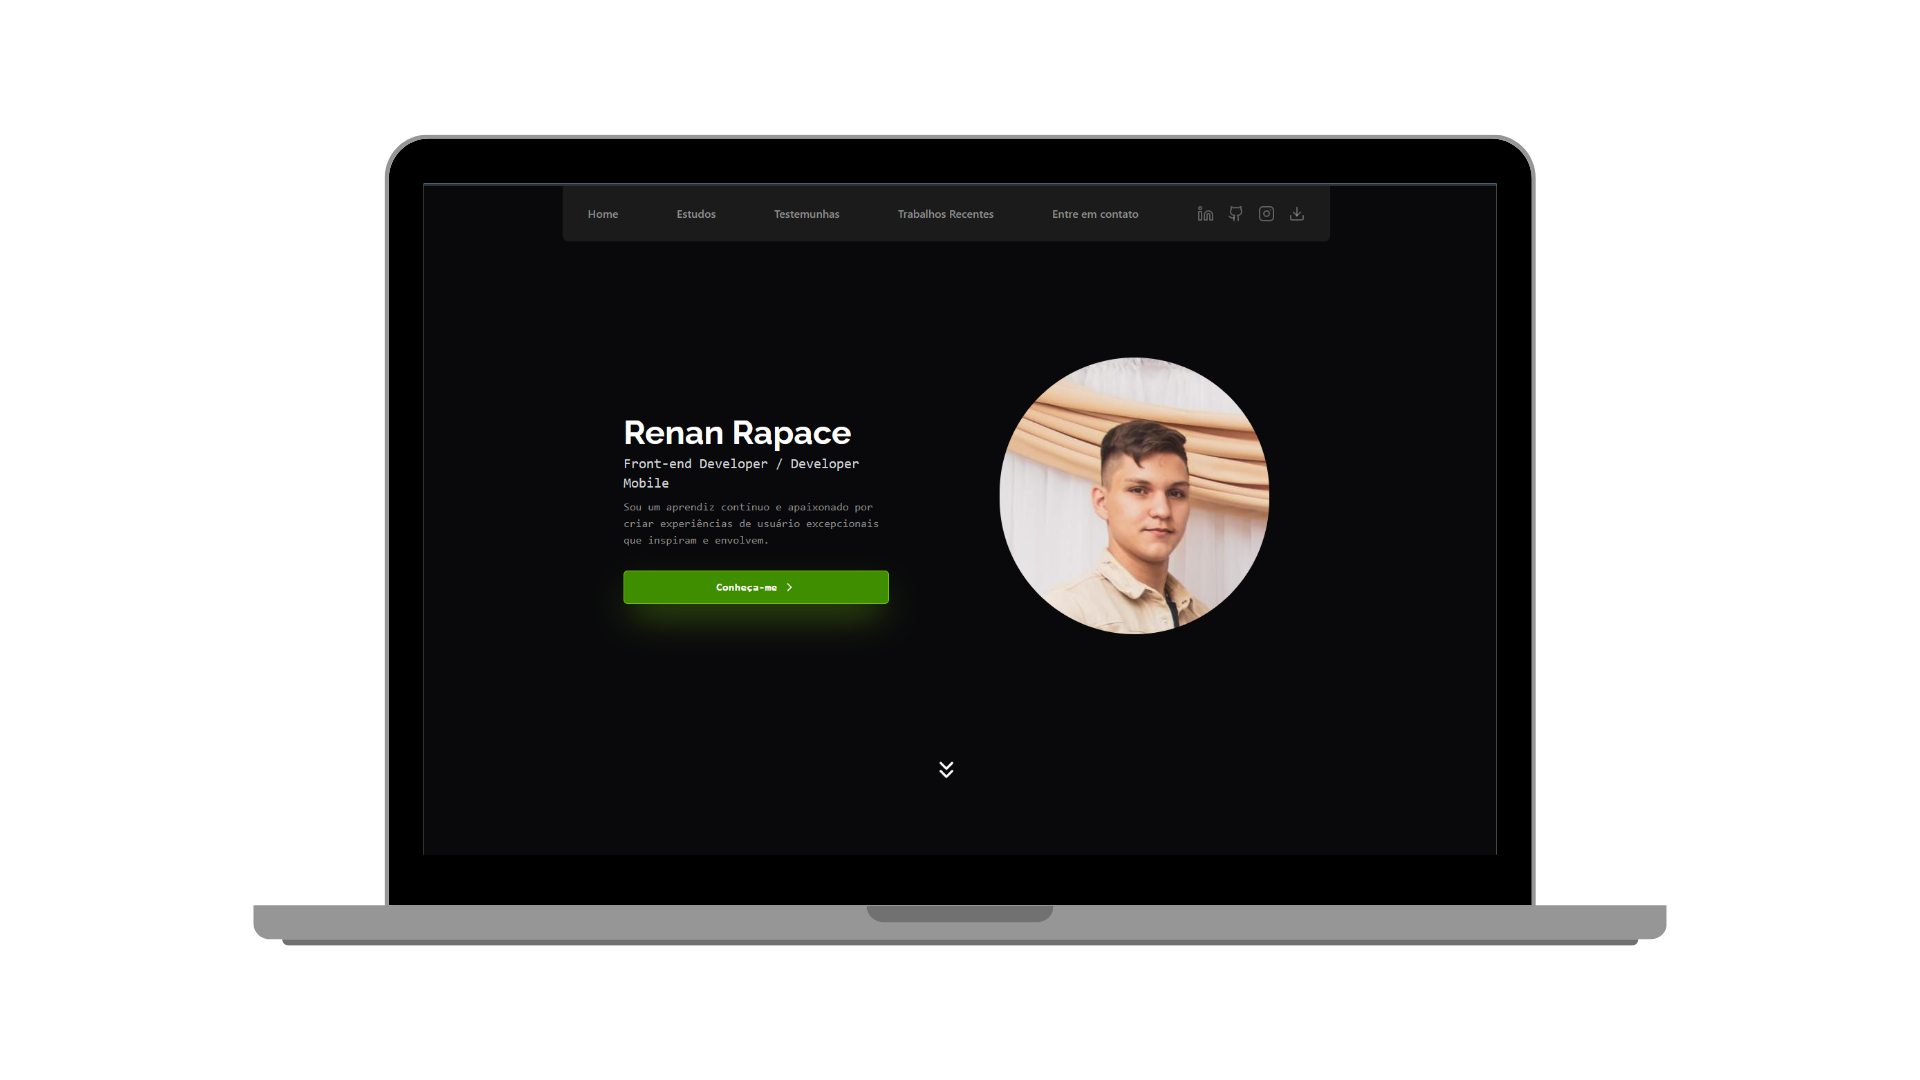 Home Estudos Testemunhas Trabalhos Recentes Entre em contato
Renan Rapace
Front-end Developer / Developer
Mobile
Sou um aprendiz contínuo e apaixonado por
criar experiências de usuário excepcionais
que inspiram e envolvem.
Conheça-me